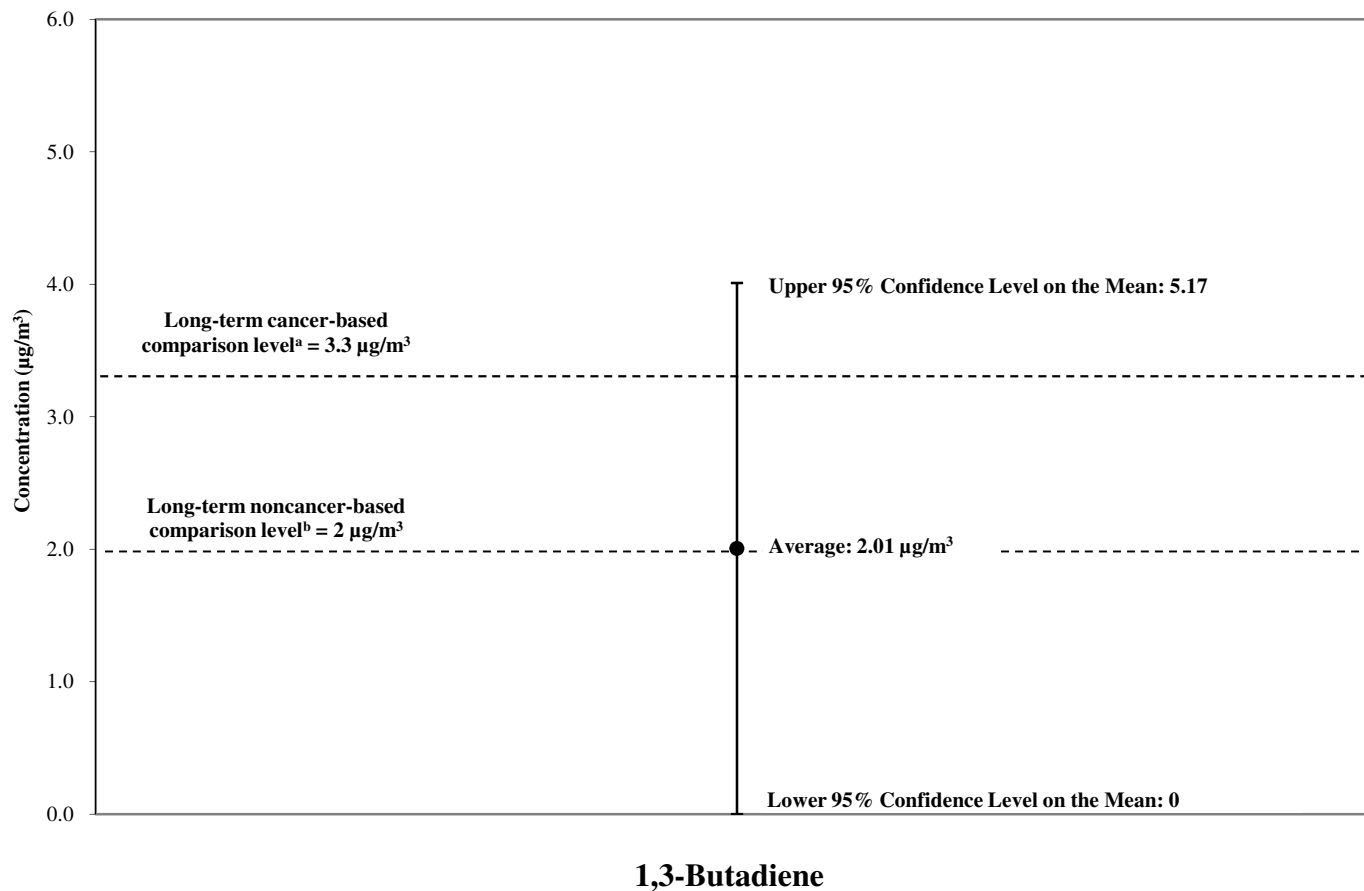 6.0
5.0
4.0
3.0
2.0
1.0
0.0
Concentration (µg/m³)
Long-term cancer-based
comparison levelᵃ = 3.3 µg/m³
Long-term noncancer-based
comparison levelᵇ = 2 µg/m³
Upper 95% Confidence Level on the Mean: 5.17
Average: 2.01 µg/m³
Lower 95% Confidence Level on the Mean: 0
1,3-Butadiene